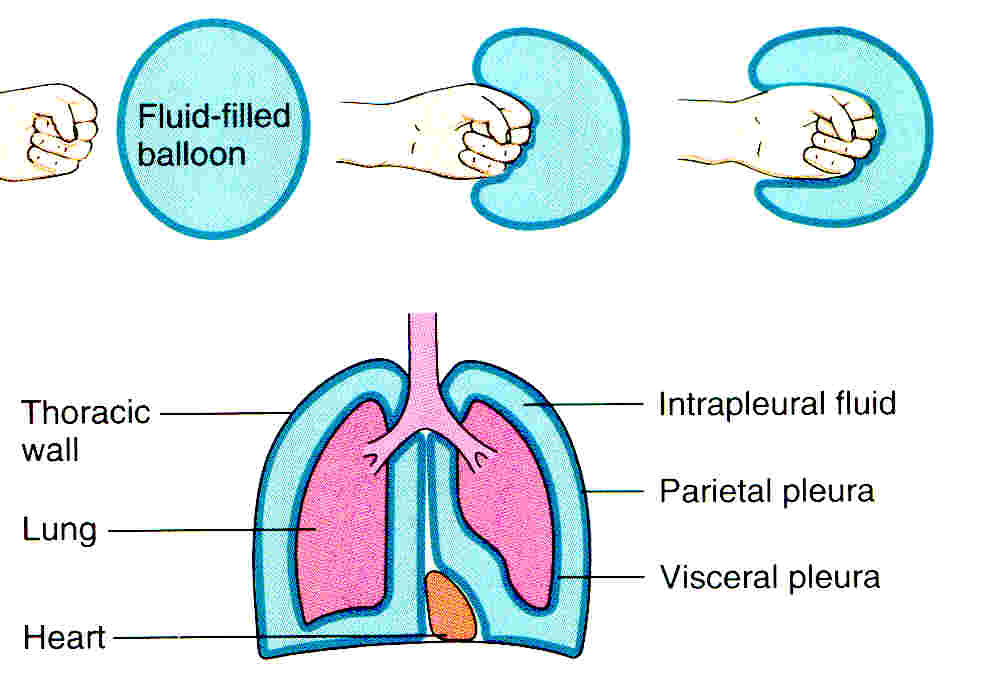 Fluid-filled
balloon
Thoracic
wall
Lung
Heart
Intrapleural fluid
Parietal pleura
Visceral pleura